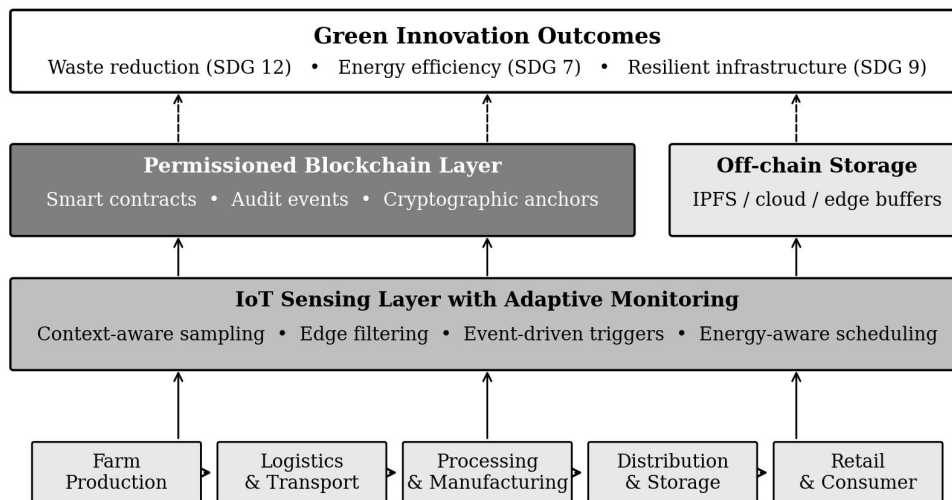 Green Innovation Outcomes
Waste reduction (SDG 12) • Energy efficiency (SDG 7) • Resilient infrastructure (SDG 9)
Permissioned Blockchain Layer
Smart contracts • Audit events • Cryptographic anchors
Off-chain Storage
IPFS / cloud / edge buffers
IoT Sensing Layer with Adaptive Monitoring
Context-aware sampling • Edge filtering • Event-driven triggers • Energy-aware scheduling
Farm
Production
Logistics
& Transport
Processing
& Manufacturing
Distribution
& Storage
Retail
& Consumer